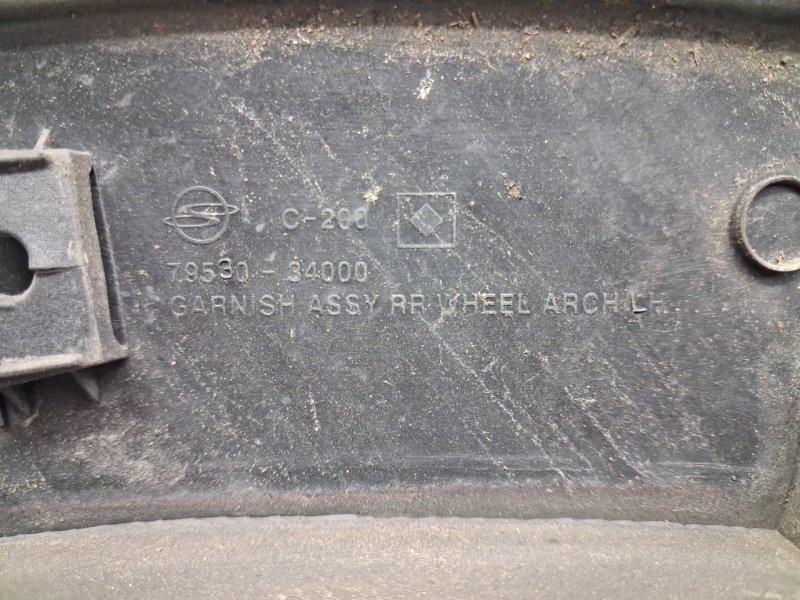 C-200
79530-34000
GARNISH ASSY RR WHEEL ARCH LH